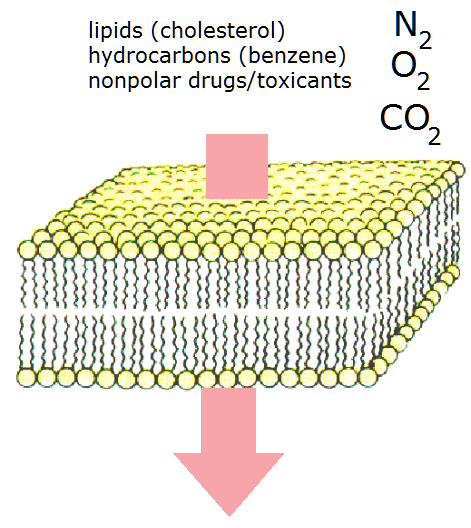 lipids (cholesterol)
hydrocarbons (benzene)
nonpolar drugs/toxicants
N2
O2
CO2